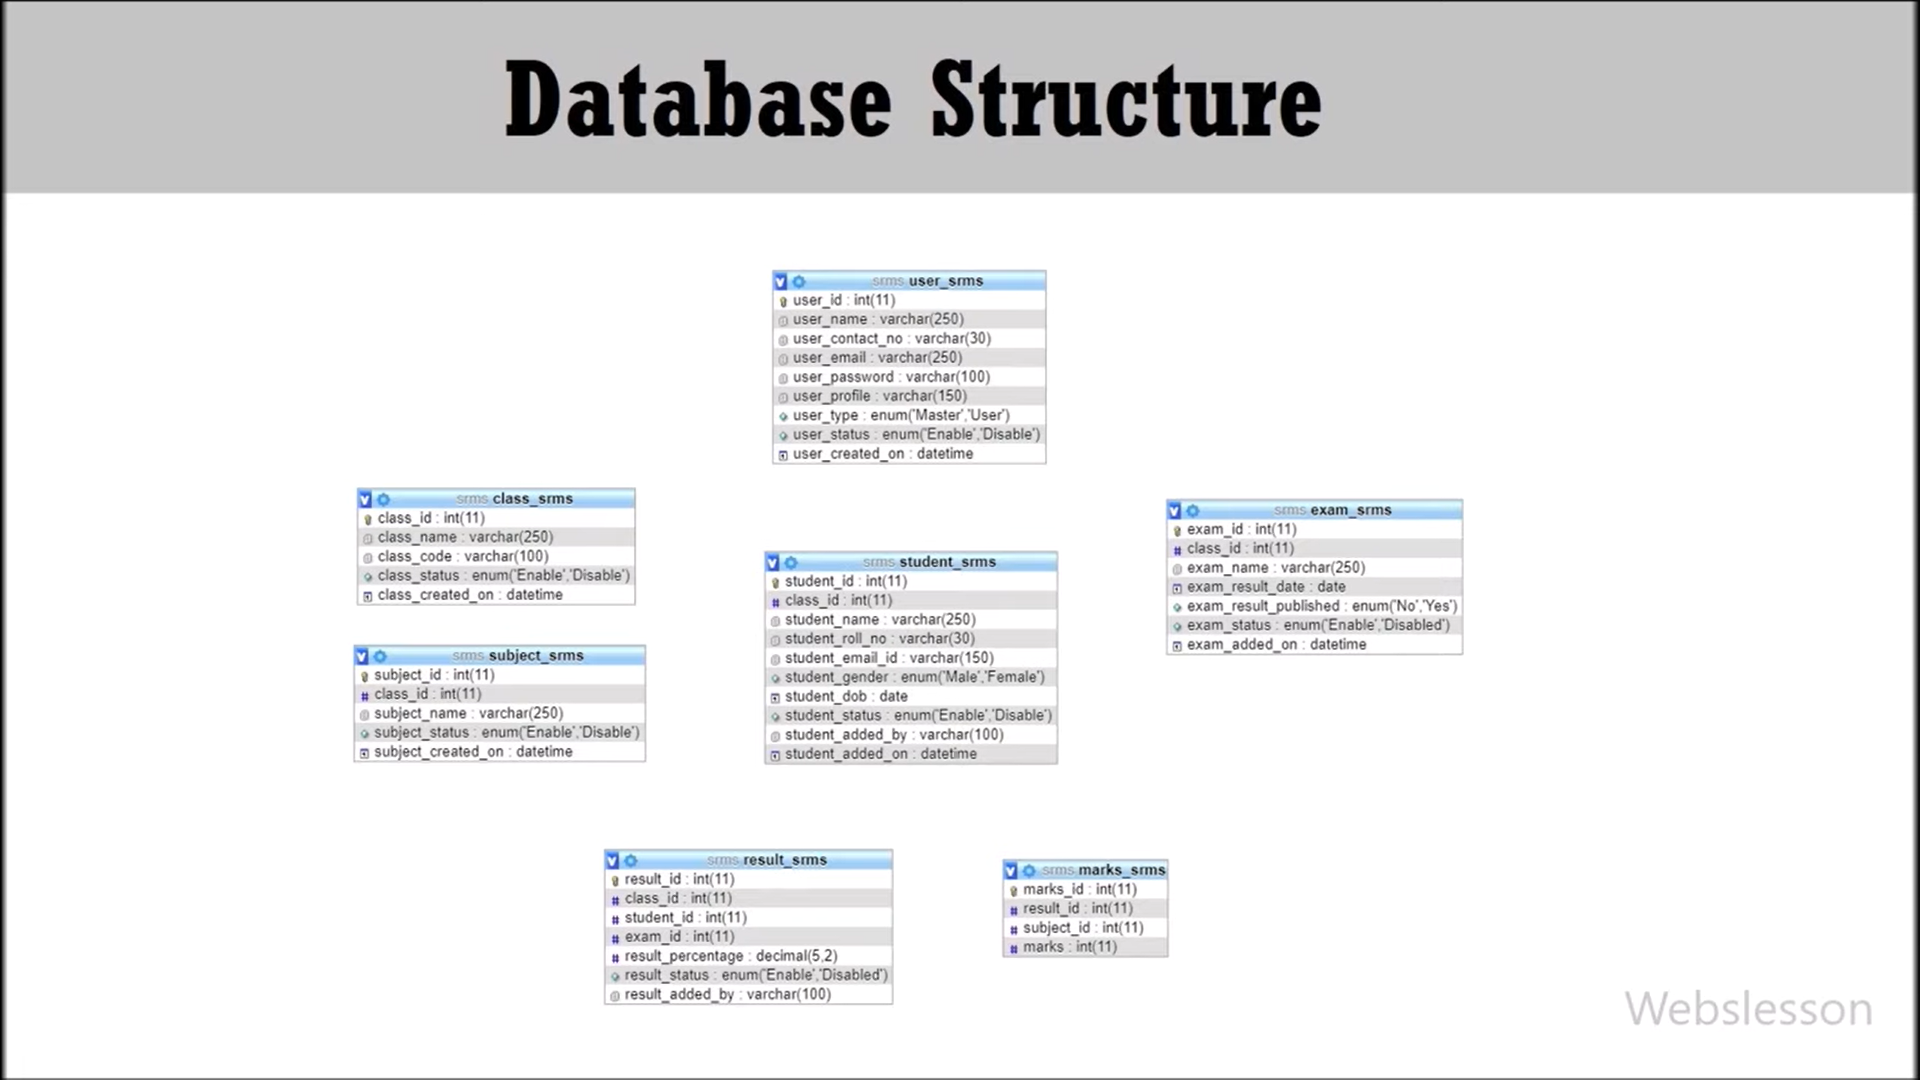 Database Structure
srms user_srms
user_id : int(11)
user_name : varchar(250)
user_contact_no : varchar(30)
user_email : varchar(250)
user_password : varchar(100)
user_profile : varchar(150)
user_type : enum('Master','User')
user_status : enum('Enable','Disable')
user_created_on : datetime
srms class_srms
class_id : int(11)
class_name : varchar(250)
class_code : varchar(100)
class_status : enum('Enable','Disable')
class_created_on : datetime
srms subject_srms
subject_id : int(11)
class_id : int(11)
subject_name : varchar(250)
subject_status : enum('Enable','Disable')
subject_created_on : datetime
srms student_srms
student_id : int(11)
class_id : int(11)
student_name : varchar(250)
student_roll_no : varchar(30)
student_email_id : varchar(150)
student_gender : enum('Male','Female')
student_dob : date
student_status : enum('Enable','Disable')
student_added_by : varchar(100)
student_added_on : datetime
srms exam_srms
exam_id : int(11)
class_id : int(11)
exam_name : varchar(250)
exam_result_date : date
exam_result_published : enum('No','Yes')
exam_status : enum('Enable','Disabled')
exam_added_on : datetime
srms result_srms
result_id : int(11)
class_id : int(11)
student_id : int(11)
exam_id : int(11)
result_percentage : decimal(5,2)
result_status : enum('Enable','Disabled')
result_added_by : varchar(100)
srms marks_srms
marks_id : int(11)
result_id : int(11)
subject_id : int(11)
marks : int(11)
Webslesson